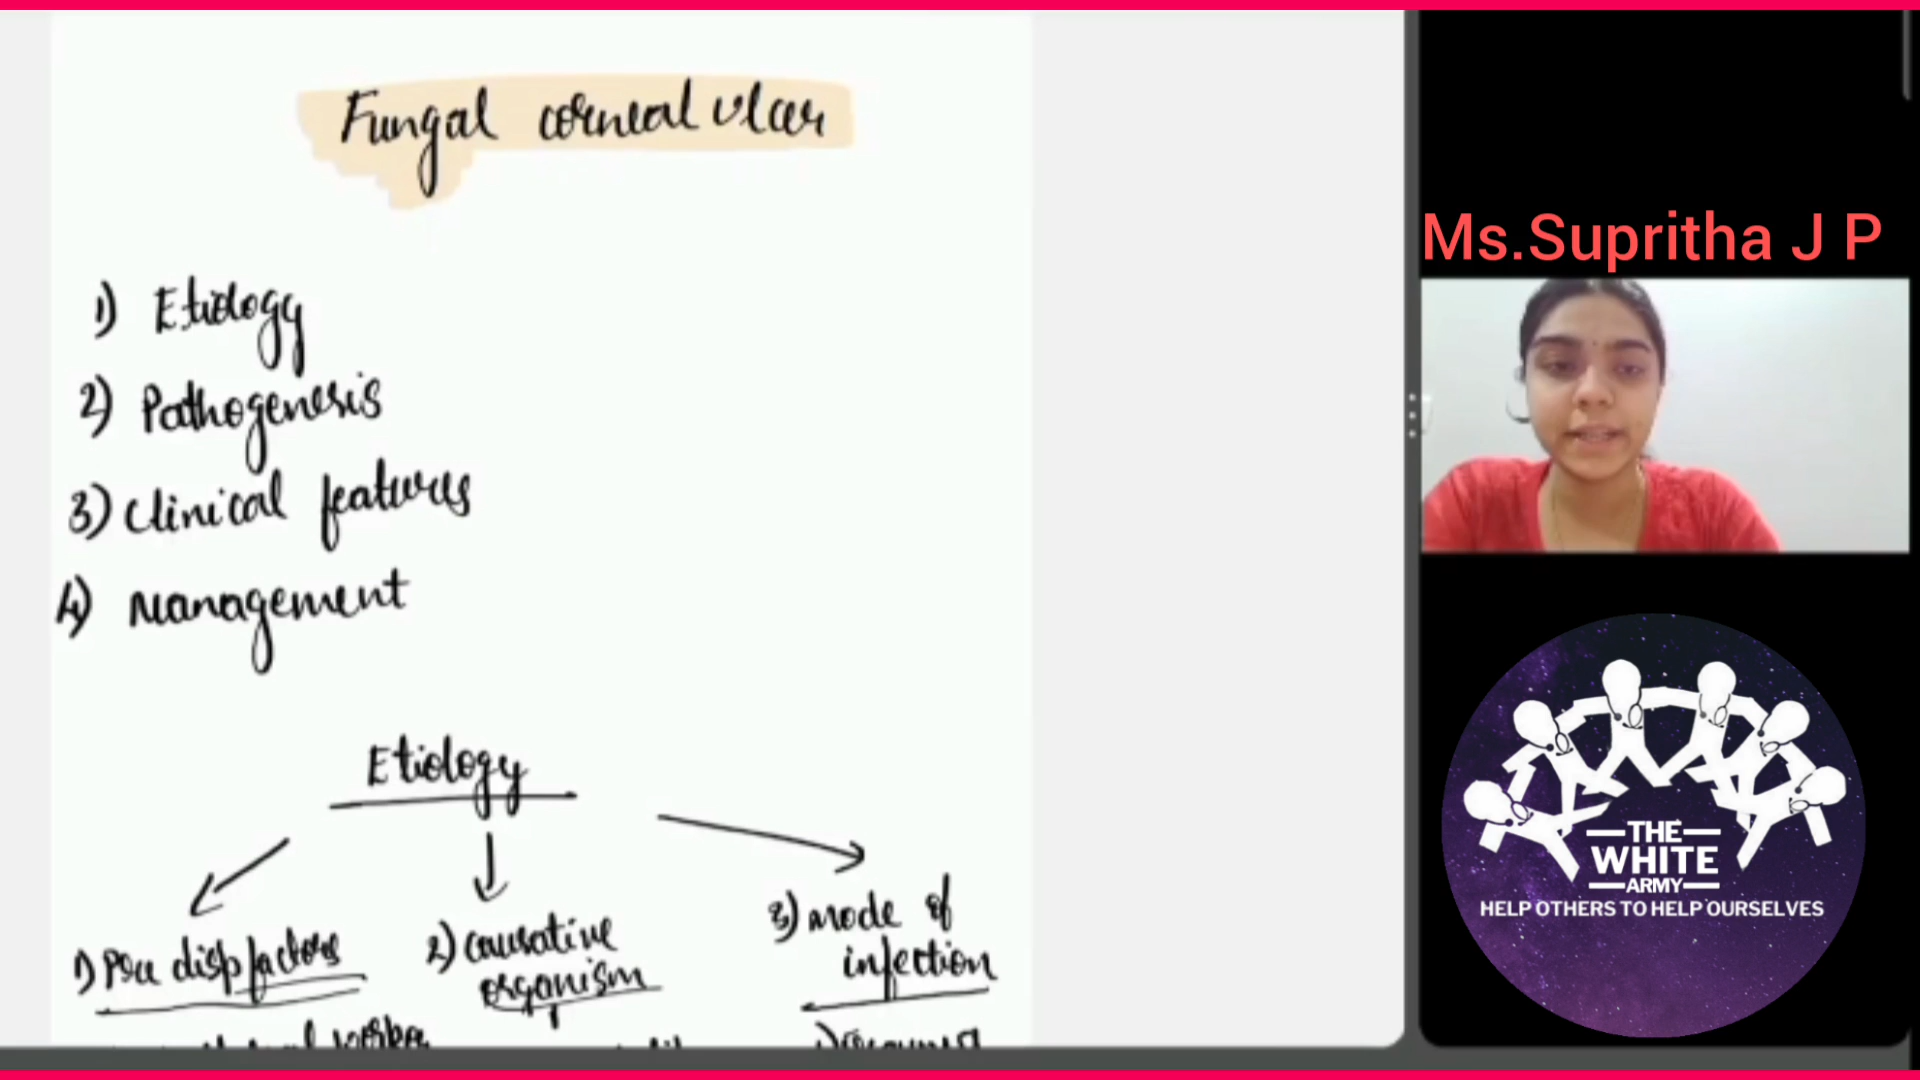 Fungal corneal ulcer
1) Etiology
2) Pathogenesis
3) clinical features
4) Management
Etiology
1) Pre disp factors
2) causative
organism
3) mode of
infection
worker
Ms.Supritha J P
THE
WHITE
ARMY
HELP OTHERS TO HELP OURSELVES